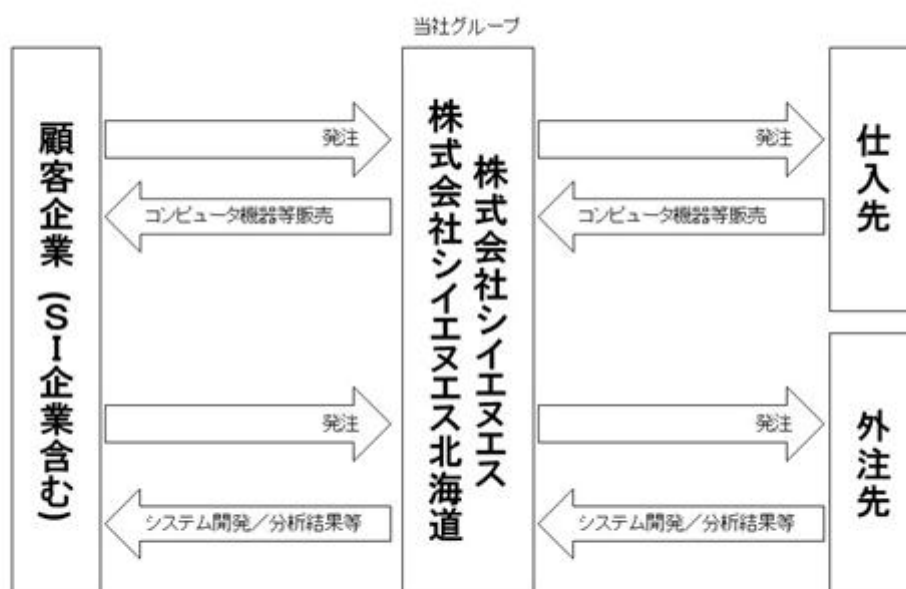 当社グループ
顧客企業(SI企業含む)
発注
コンピュータ機器等販売
発注
システム開発/分析結果等
株式会社シイエヌエス
株式会社シイエヌエス北海道
発注
コンピュータ機器等販売
発注
システム開発/分析結果等
仕入先
外注先